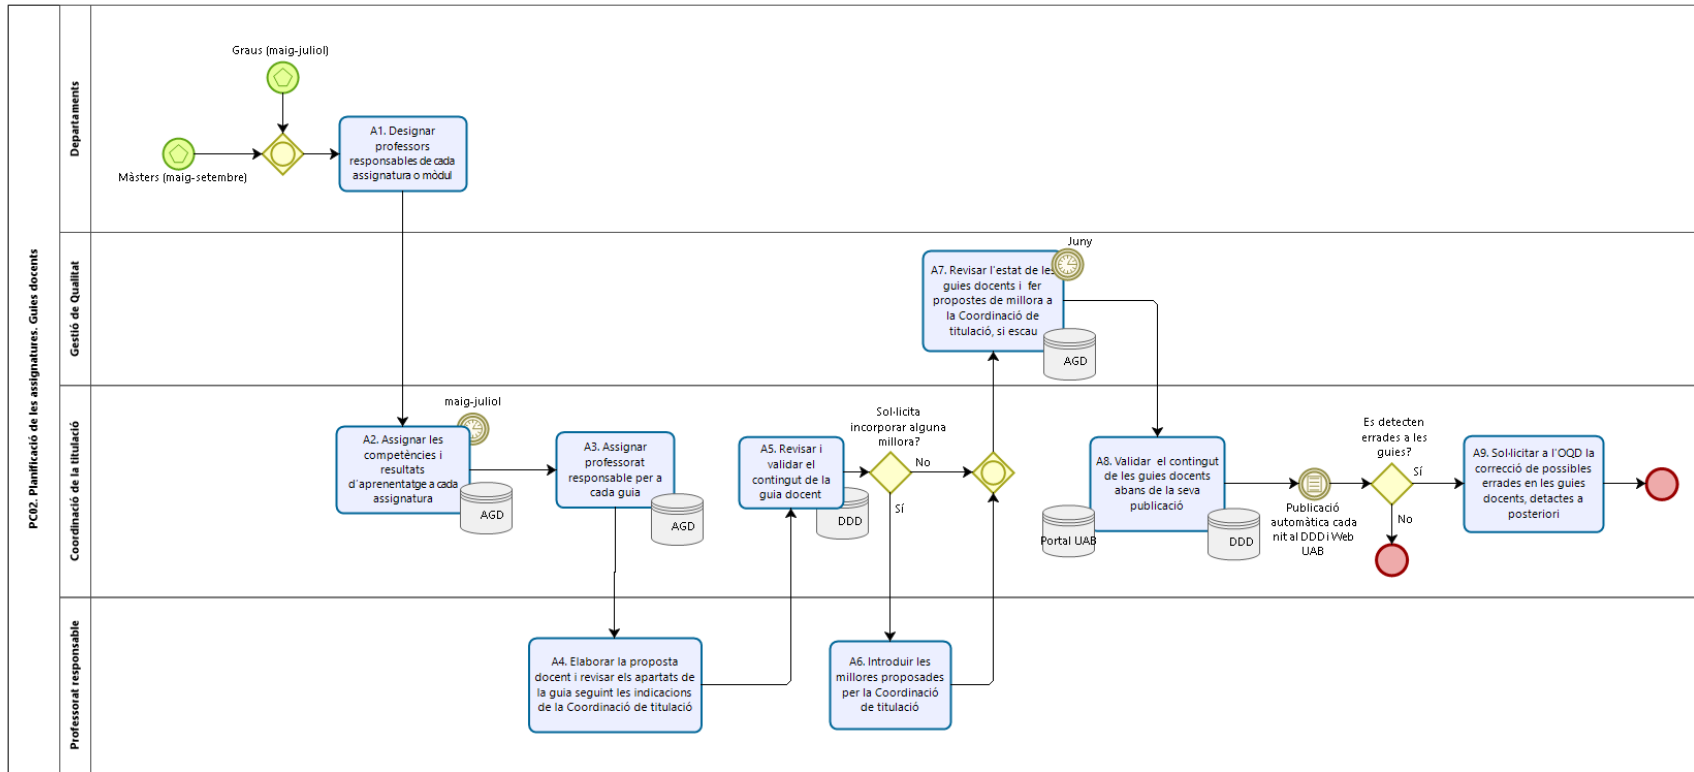 PC02. Planificació de les assignatures. Guies docents
Departaments
Graus (maig-juliol)
Màsters (maig-setembre)
A1. Designar
professors
responsables de cada
assignatura o mòdul
Gestió de Qualitat
Juny
A7. Revisar l'estat de les
guies docents i fer
propostes de millora a
la Coordinació de
titulació, si escau
AGD
Coordinació de la titulació
maig-juliol
A2. Assignar les
competències i
resultats
d'aprenentatge a cada
assignatura
AGD
A3. Assignar
professorat
responsable per a
cada guia
AGD
A5. Revisar i
validar el
contingut de la
guia docent
DDD
Sol·licita
incorporar alguna
millora?
No
Sí
A8. Validar el contingut
de les guies docents
abans de la seva
publicació
Portal UAB
DDD
Publicació
automàtica cada
nit al DDD i Web
UAB
Es detecten
errades a les
guies?
Sí
No
A9. Sol·licitar a l'OQD la
correcció de possibles
errades en les guies
docents, detactes a
posteriori
Professorat responsable
A4. Elaborar la proposta
docent i revisar els apartats de
la guia seguint les indicacions
de la Coordinació de titulació
A6. Introduir les
millores proposades
per la Coordinació
de titulació